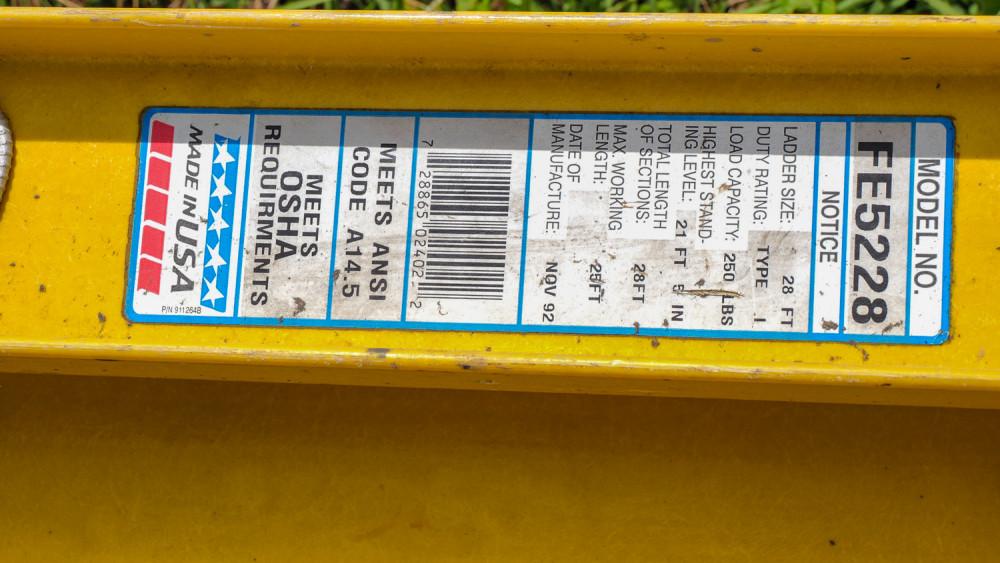 MODEL NO.
FE5228
NOTICE
LADDER SIZE: 28 FT
DUTY RATING: TYPE I
LOAD CAPACITY: 250 LBS
HIGHEST STAND-
ING LEVEL: 21 FT 5 IN
TOTAL LENGTH
OF SECTIONS: 28FT
MAX. WORKING
LENGTH: 25FT
DATE OF
MANUFACTURE: NOV 92
7 28865 02402 2
MEETS ANSI
CODE A14.5
MEETS
OSHA
REQUIREMENTS
MADE IN USA
P/N 911264B